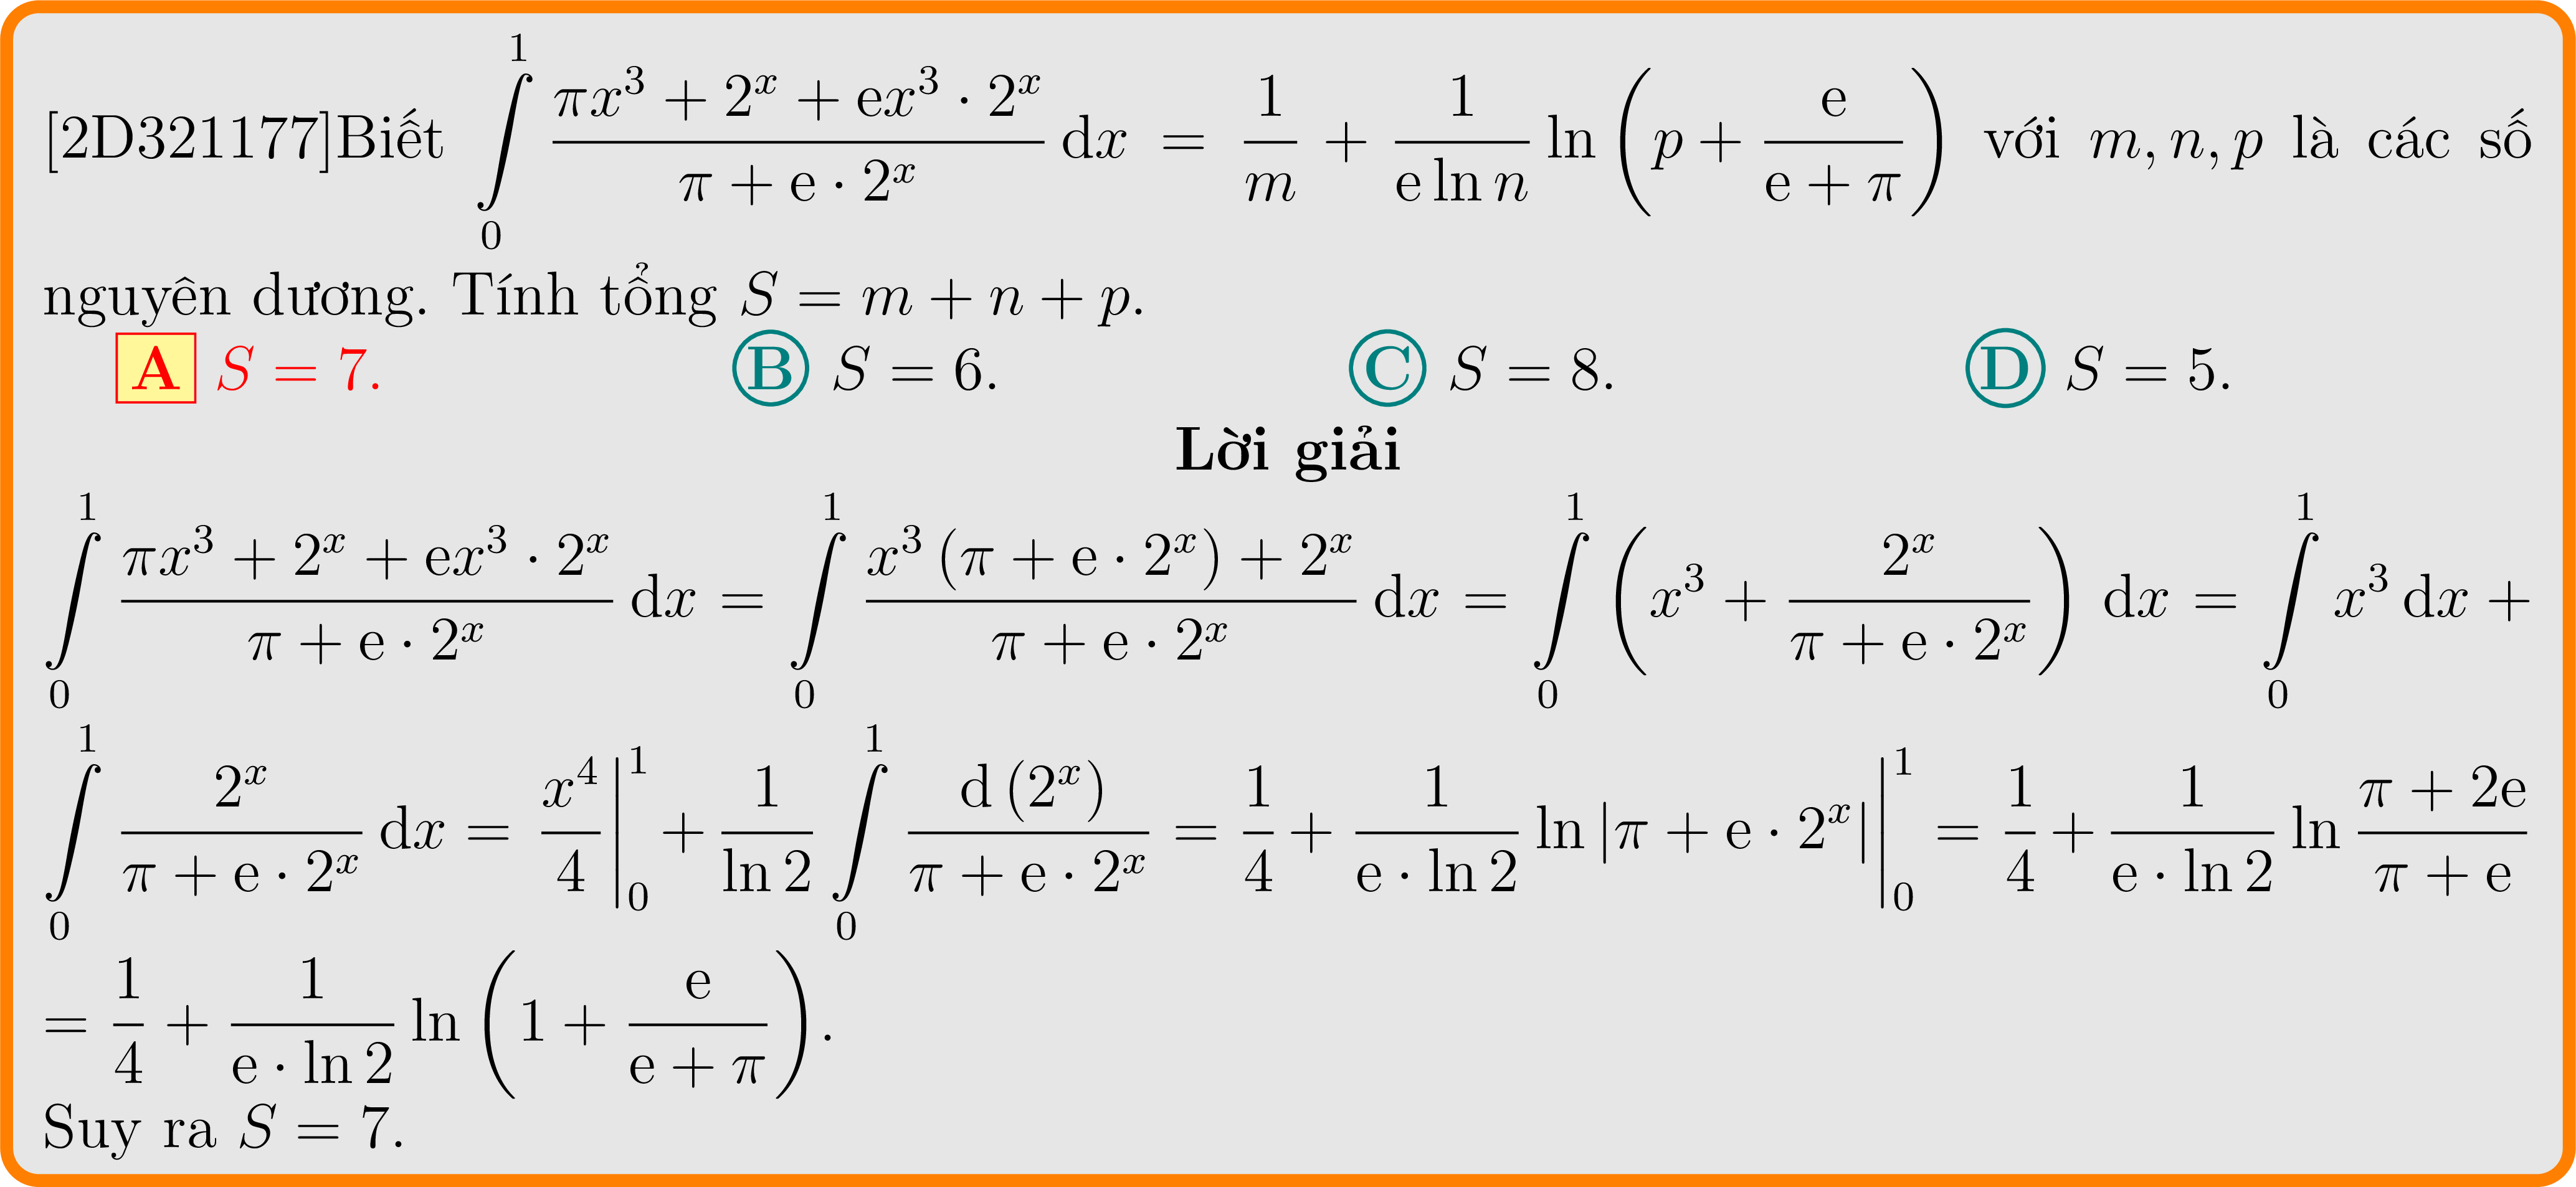 [2D321177]Biết $\int\limits_0^1 \frac{\pi x^3 + 2^x + \mathrm{e}x^3 \cdot 2^x}{\pi + \mathrm{e} \cdot 2^x} \, \mathrm{d}x = \frac{1}{m} + \frac{1}{\mathrm{e} \ln n} \ln \left( p + \frac{\mathrm{e}}{\mathrm{e} + \pi} \right)$ với $m, n, p$ là các số
nguyên dương. Tính tổng $S = m + n + p$.
A $S = 7$. B $S = 6$. C $S = 8$. D $S = 5$.
Lời giải
$\int\limits_0^1 \frac{\pi x^3 + 2^x + \mathrm{e}x^3 \cdot 2^x}{\pi + \mathrm{e} \cdot 2^x} \, \mathrm{d}x = \int\limits_0^1 \frac{x^3 \left( \pi + \mathrm{e} \cdot 2^x \right) + 2^x}{\pi + \mathrm{e} \cdot 2^x} \, \mathrm{d}x = \int\limits_0^1 \left( x^3 + \frac{2^x}{\pi + \mathrm{e} \cdot 2^x} \right) \, \mathrm{d}x = \int\limits_0^1 x^3 \, \mathrm{d}x +$
$\int\limits_0^1 \frac{2^x}{\pi + \mathrm{e} \cdot 2^x} \, \mathrm{d}x = \left. \frac{x^4}{4} \right|_0^1 + \frac{1}{\ln 2} \int\limits_0^1 \frac{\mathrm{d} \left( 2^x \right)}{\pi + \mathrm{e} \cdot 2^x} = \frac{1}{4} + \frac{1}{\mathrm{e} \cdot \ln 2} \ln \left| \pi + \mathrm{e} \cdot 2^x \right| \Big|_0^1 = \frac{1}{4} + \frac{1}{\mathrm{e} \cdot \ln 2} \ln \frac{\pi + 2\mathrm{e}}{\pi + \mathrm{e}}$
$= \frac{1}{4} + \frac{1}{\mathrm{e} \cdot \ln 2} \ln \left( 1 + \frac{\mathrm{e}}{\mathrm{e} + \pi} \right).$
Suy ra $S = 7$.